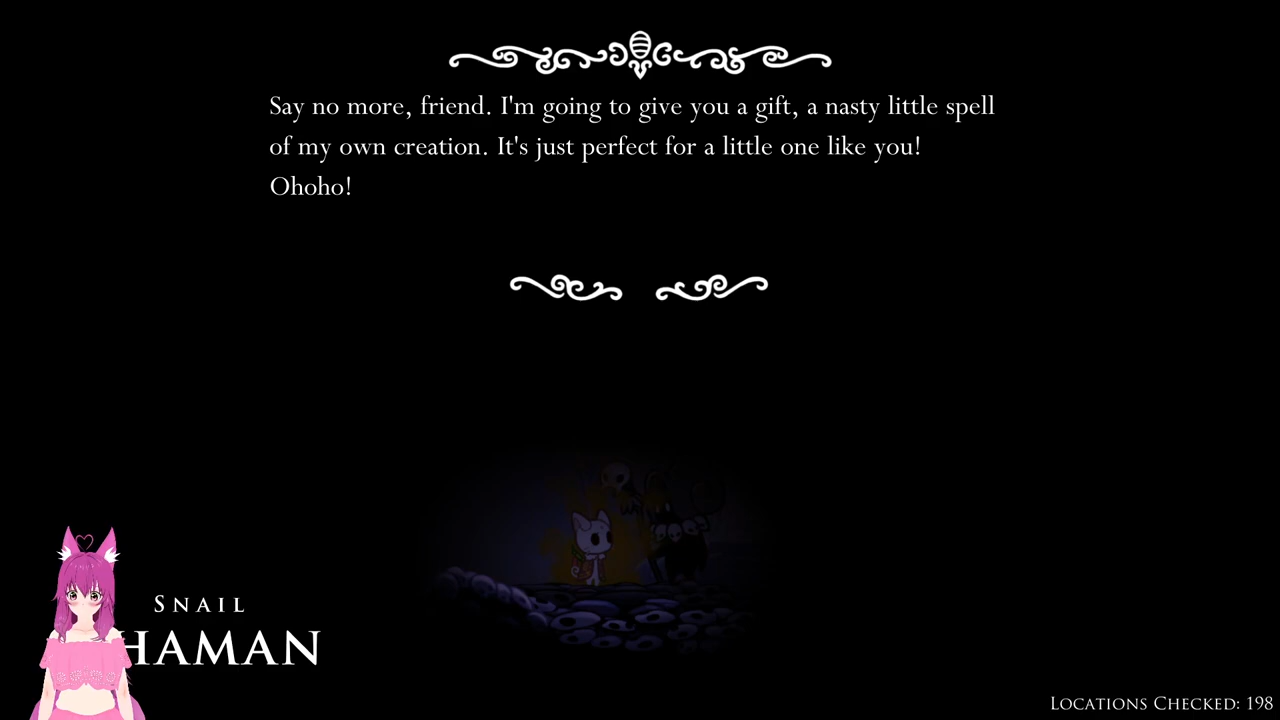 Say no more, friend. I'm going to give you a gift, a nasty little spell
of my own creation. It's just perfect for a little one like you!
Ohoho!
Snail
HAMAN
Locations Checked: 198